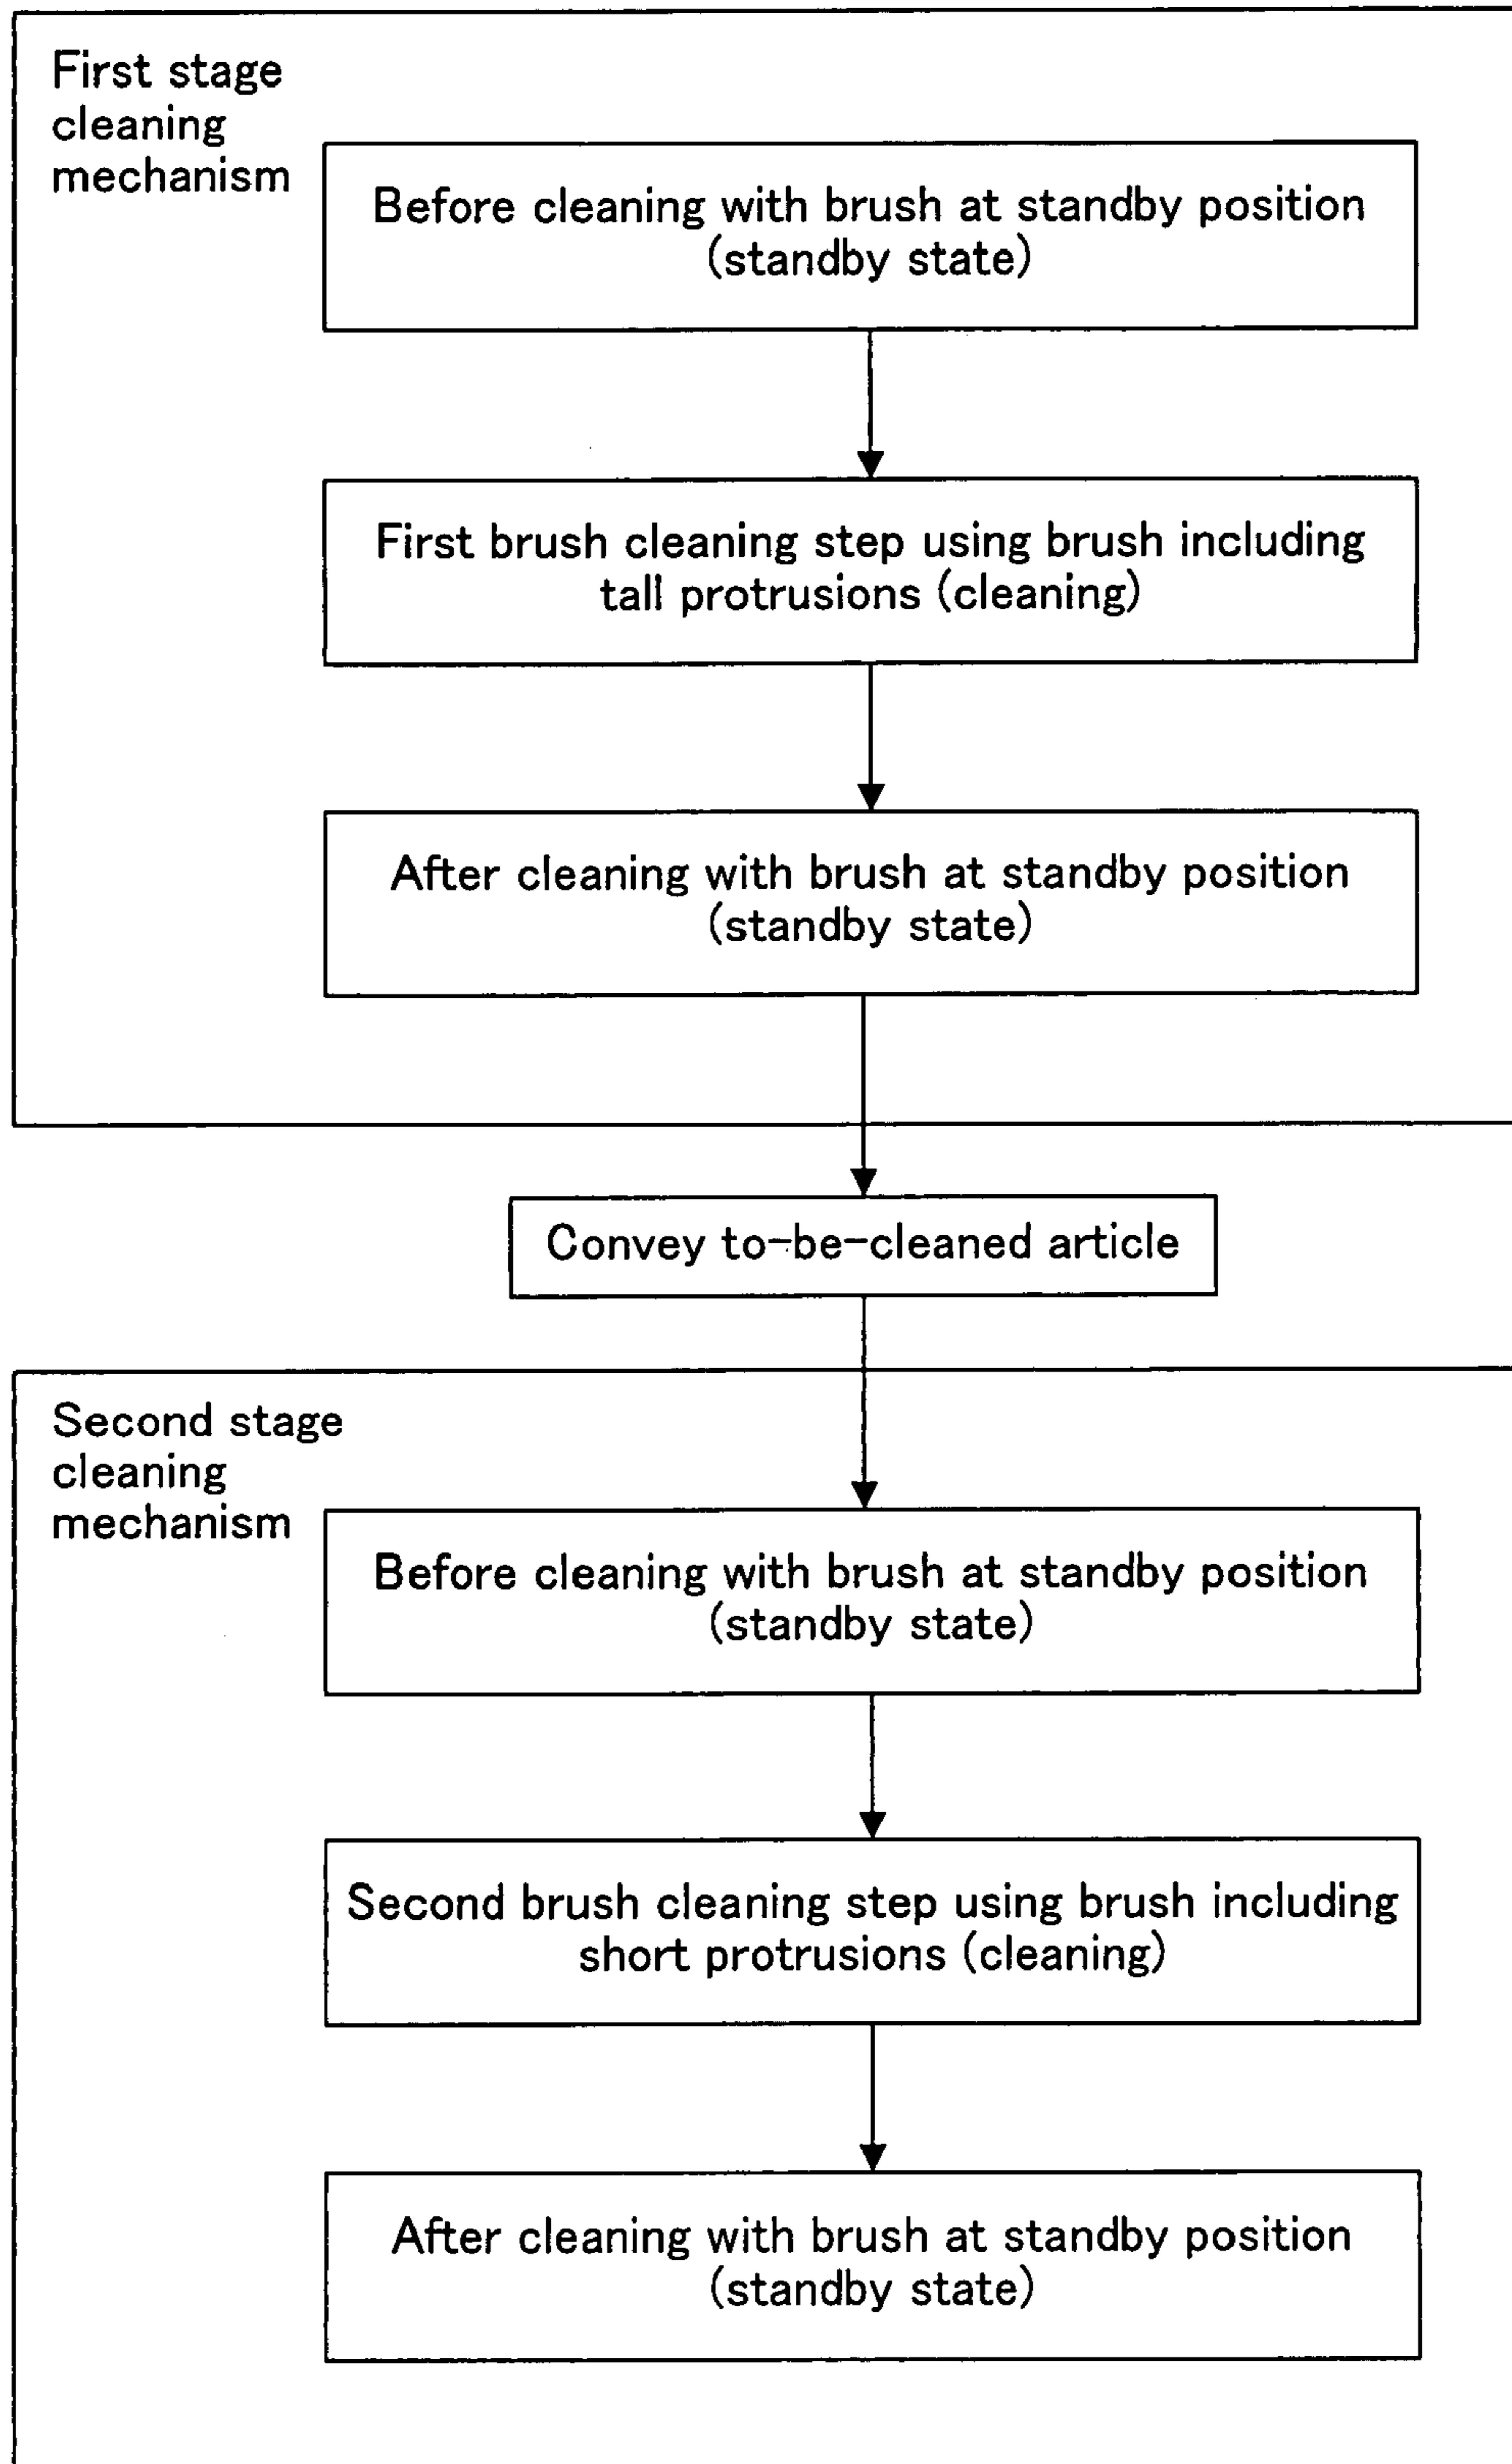 First stage
cleaning
mechanism
Before cleaning with brush at standby position
(standby state)
First brush cleaning step using brush including
tall protrusions (cleaning)
After cleaning with brush at standby position
(standby state)
Convey to-be-cleaned article
Second stage
cleaning
mechanism
Before cleaning with brush at standby position
(standby state)
Second brush cleaning step using brush including
short protrusions (cleaning)
After cleaning with brush at standby position
(standby state)